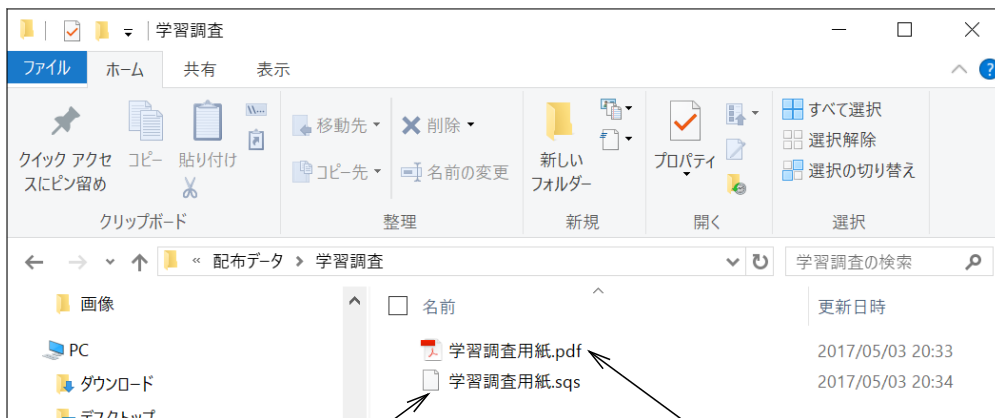 学習調査
ファイル ホーム 共有 表示
クイック アクセスにピン留め
コピー
貼り付け
クリップボード
移動先
コピー先
削除
名前の変更
整理
新しいフォルダー
新規
プロパティ
開く
すべて選択
選択解除
選択の切り替え
選択
« 配布データ > 学習調査
学習調査の検索
画像
PC
ダウンロード
デスクトップ
名前 更新日時
学習調査用紙.pdf 2017/05/03 20:33
学習調査用紙.sqs 2017/05/03 20:34